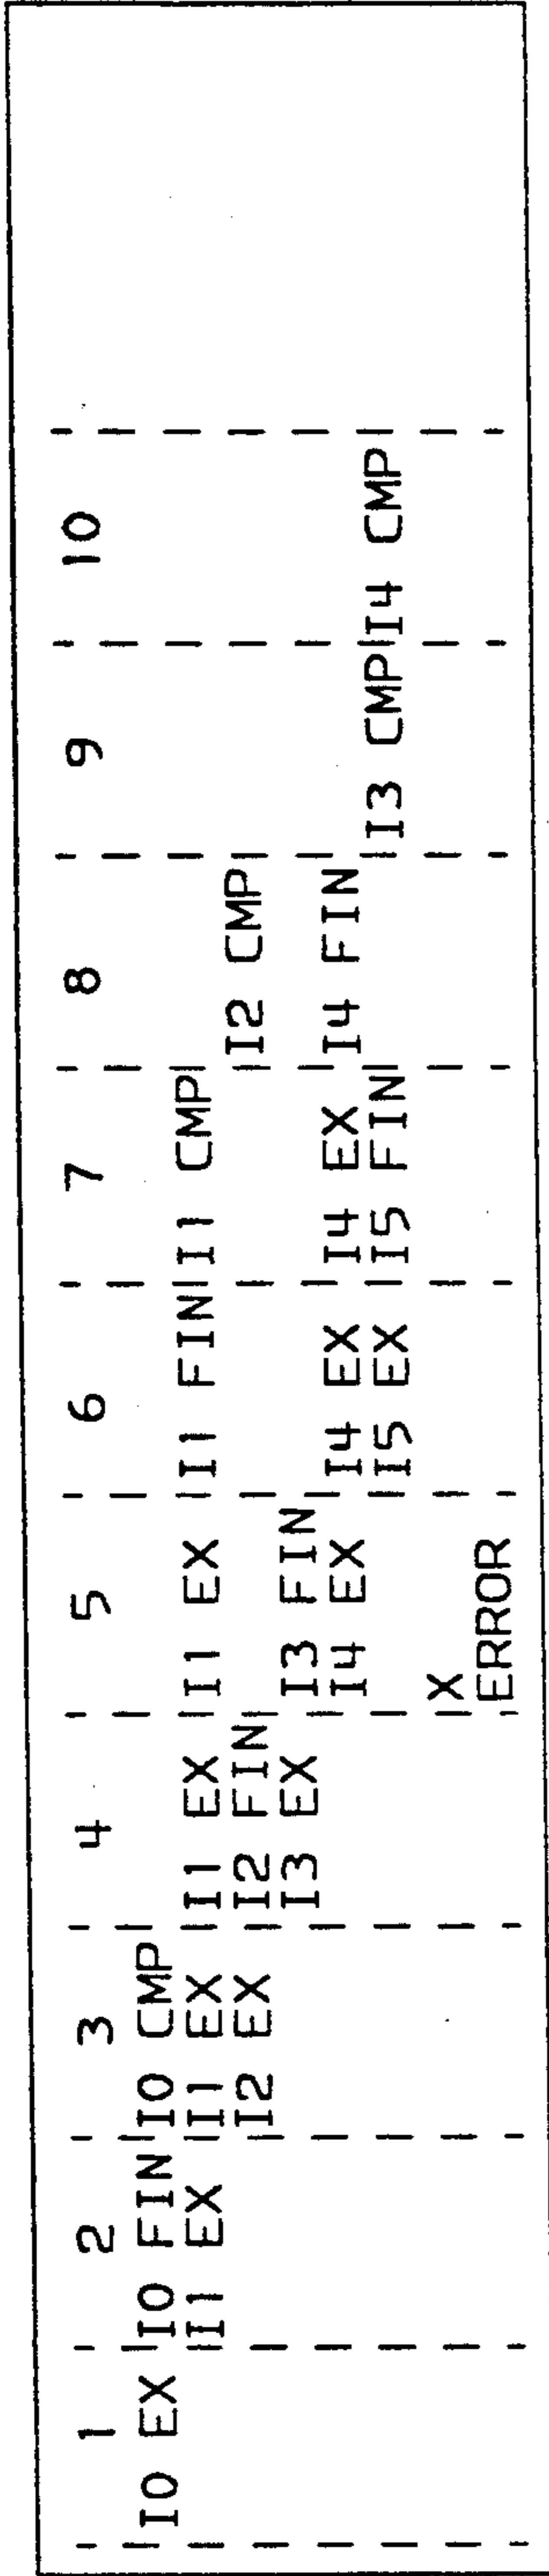 1 2 3 4 5 6 7 8 9 10
I0 EX I0 FIN I0 CMP
I1 EX I1 EX I1 EX I1 EX I1 FIN I1 CMP
I2 EX I2 FIN I2 CMP
I3 EX I3 FIN
I4 EX I4 EX I4 EX I4 FIN
I5 EX I5 FIN I3 CMP I4 CMP
X
ERROR